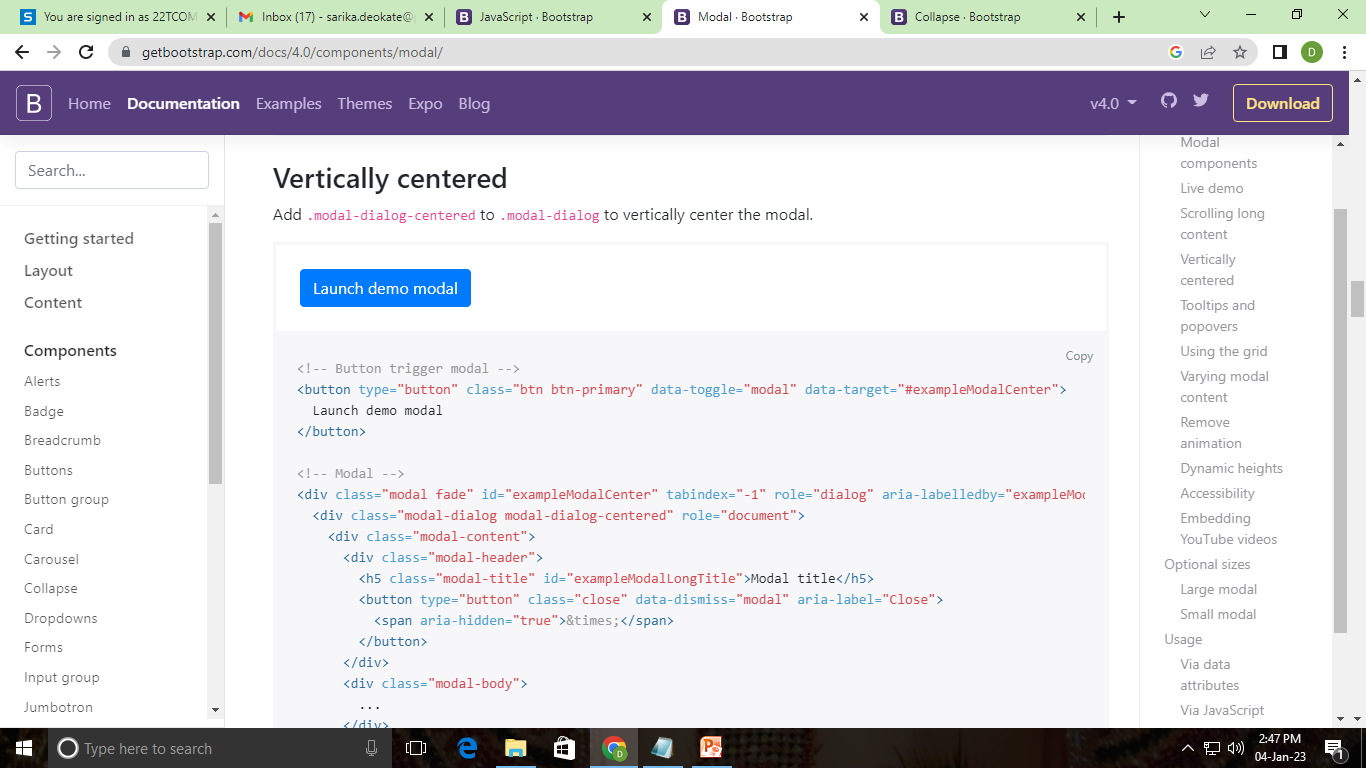 You are signed in as 22TCOM
Inbox (17) - sarika.deokate@
JavaScript · Bootstrap
Modal · Bootstrap
Collapse · Bootstrap
getbootstrap.com/docs/4.0/components/modal/
D
B
Home
Documentation
Examples
Themes
Expo
Blog
v4.0
Download
Search...
Getting started
Layout
Content
Components
Alerts
Badge
Breadcrumb
Buttons
Button group
Card
Carousel
Collapse
Dropdowns
Forms
Input group
Jumbotron
Vertically centered
Add .modal-dialog-centered to .modal-dialog to vertically center the modal.
Launch demo modal
Copy
<!-- Button trigger modal -->
<button type="button" class="btn btn-primary" data-toggle="modal" data-target="#exampleModalCenter">
Launch demo modal
</button>
<!-- Modal -->
<div class="modal fade" id="exampleModalCenter" tabindex="-1" role="dialog" aria-labelledby="exampleMod
<div class="modal-dialog modal-dialog-centered" role="document">
<div class="modal-content">
<div class="modal-header">
<h5 class="modal-title" id="exampleModalLongTitle">Modal title</h5>
<button type="button" class="close" data-dismiss="modal" aria-label="Close">
<span aria-hidden="true">&times;</span>
</button>
</div>
<div class="modal-body">
...
</div>
Modal
components
Live demo
Scrolling long
content
Vertically
centered
Tooltips and
popovers
Using the grid
Varying modal
content
Remove
animation
Dynamic heights
Accessibility
Embedding
YouTube videos
Optional sizes
Large modal
Small modal
Usage
Via data
attributes
Via JavaScript
Type here to search
2:47 PM
04-Jan-23
1